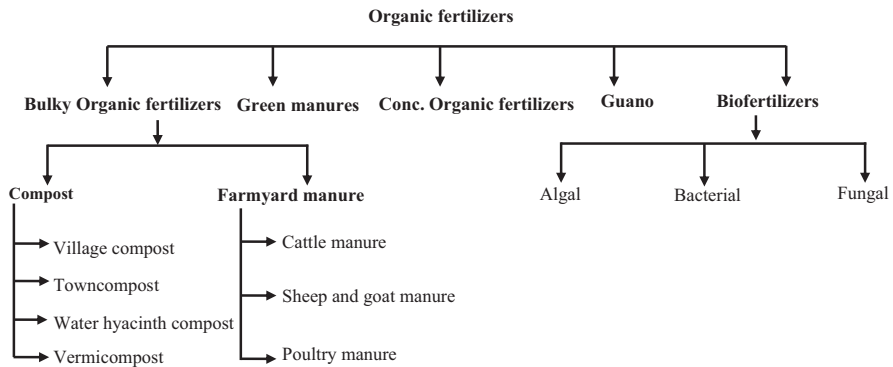 Organic fertilizers
Bulky Organic fertilizers
Green manures
Conc. Organic fertilizers
Guano
Biofertilizers
Compost
Farmyard manure
Algal
Bacterial
Fungal
Village compost
Towncompost
Water hyacinth compost
Vermicompost
Cattle manure
Sheep and goat manure
Poultry manure